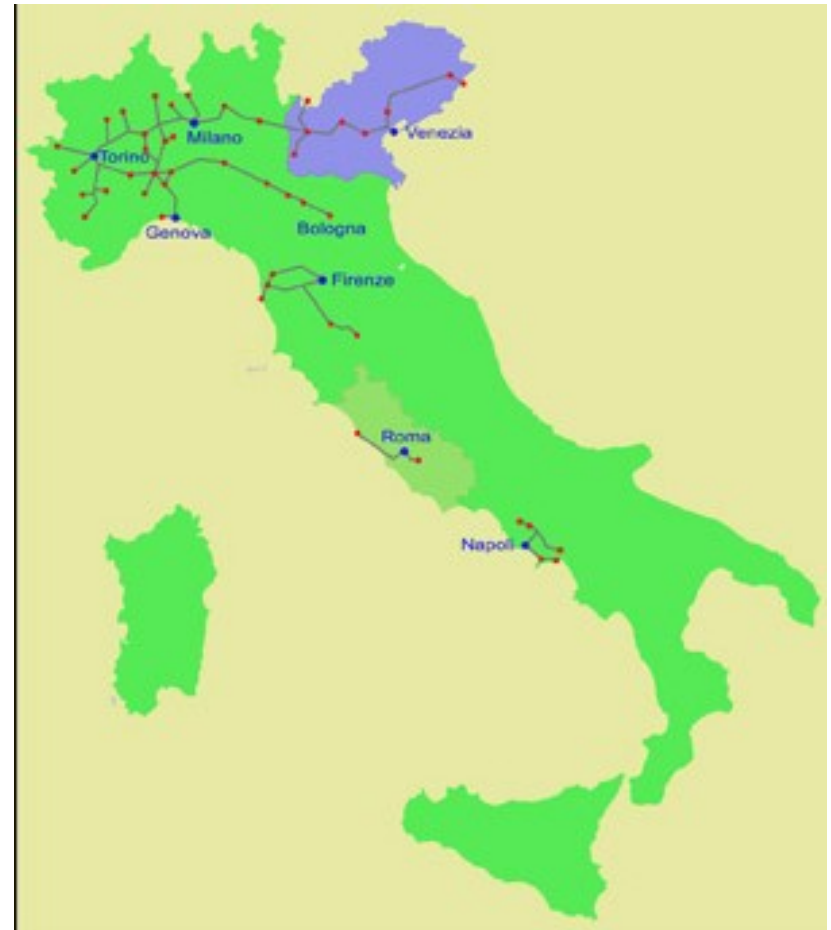 Milano
Venezia
Torino
Genova
Bologna
Firenze
Roma
Napoli